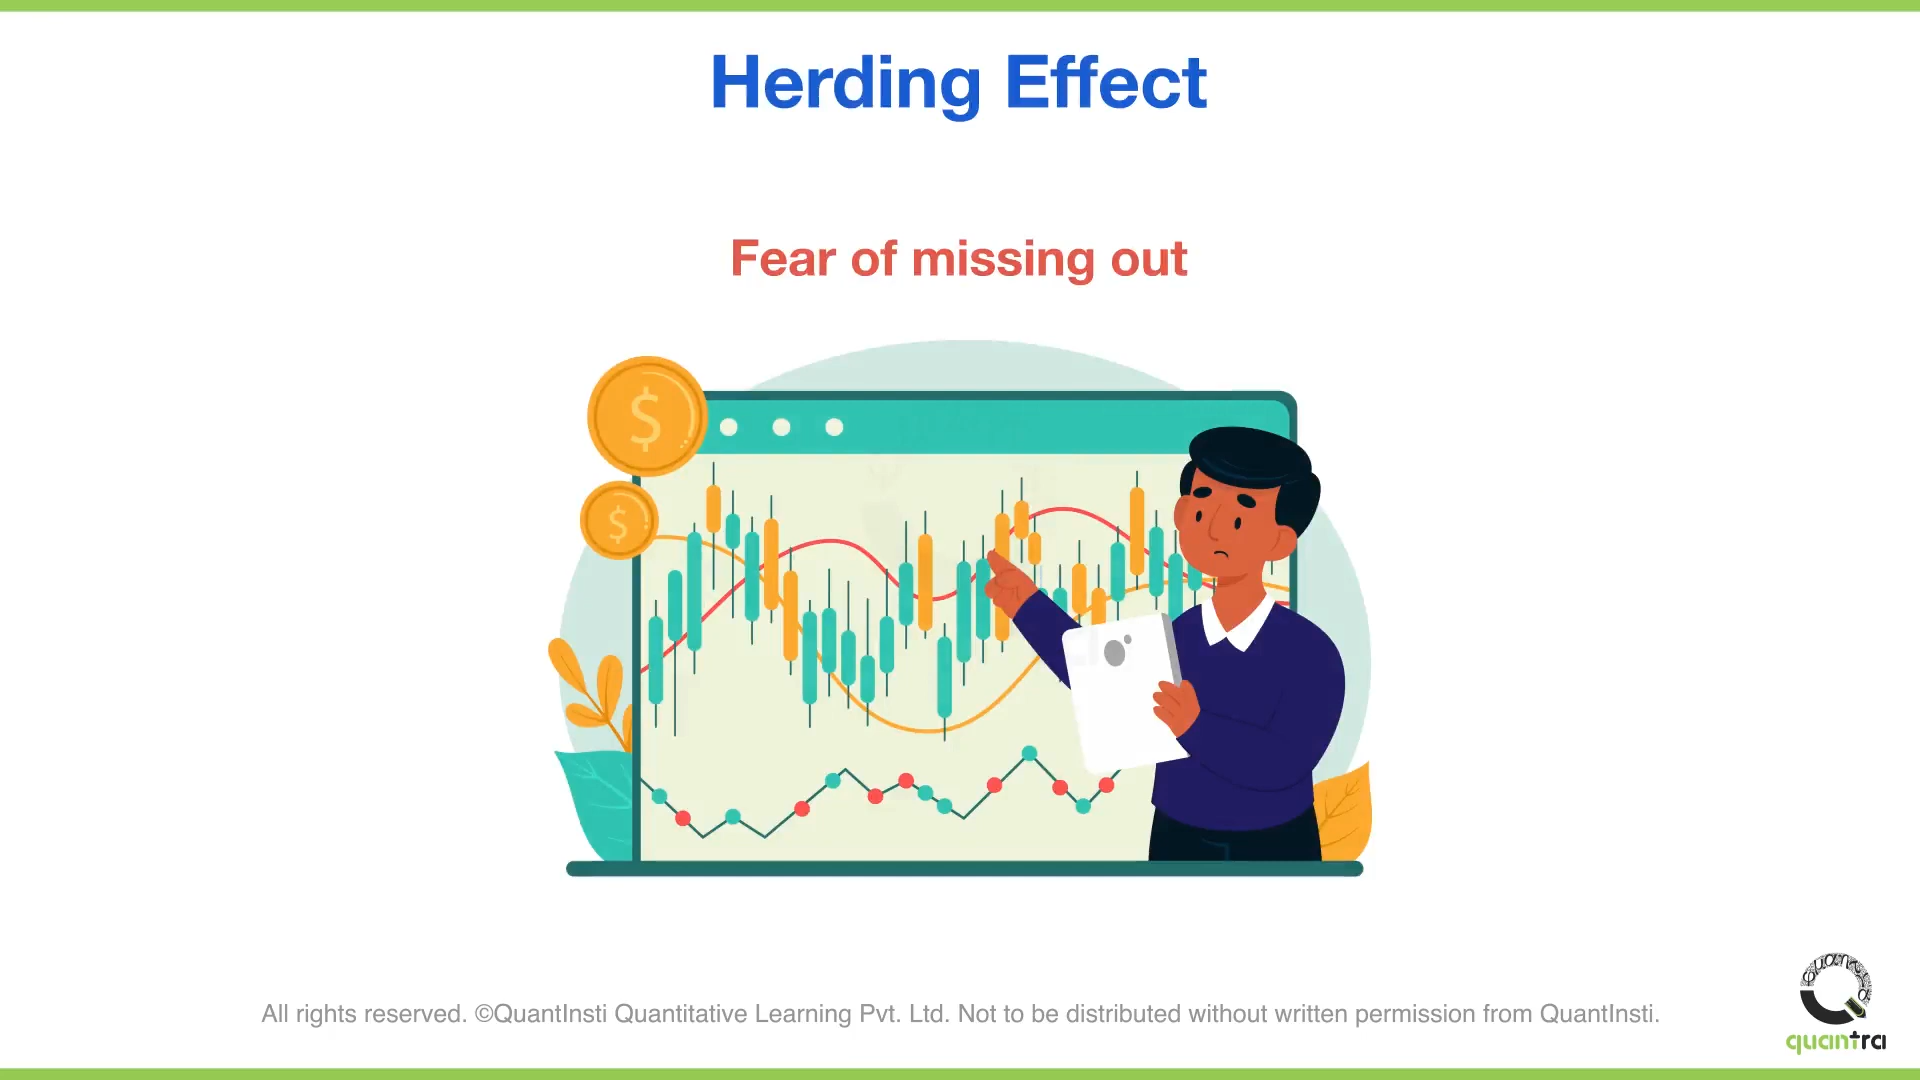 Herding Effect
Fear of missing out
$
$
All rights reserved. ©QuantInsti Quantitative Learning Pvt. Ltd. Not to be distributed without written permission from QuantInsti.
quantra